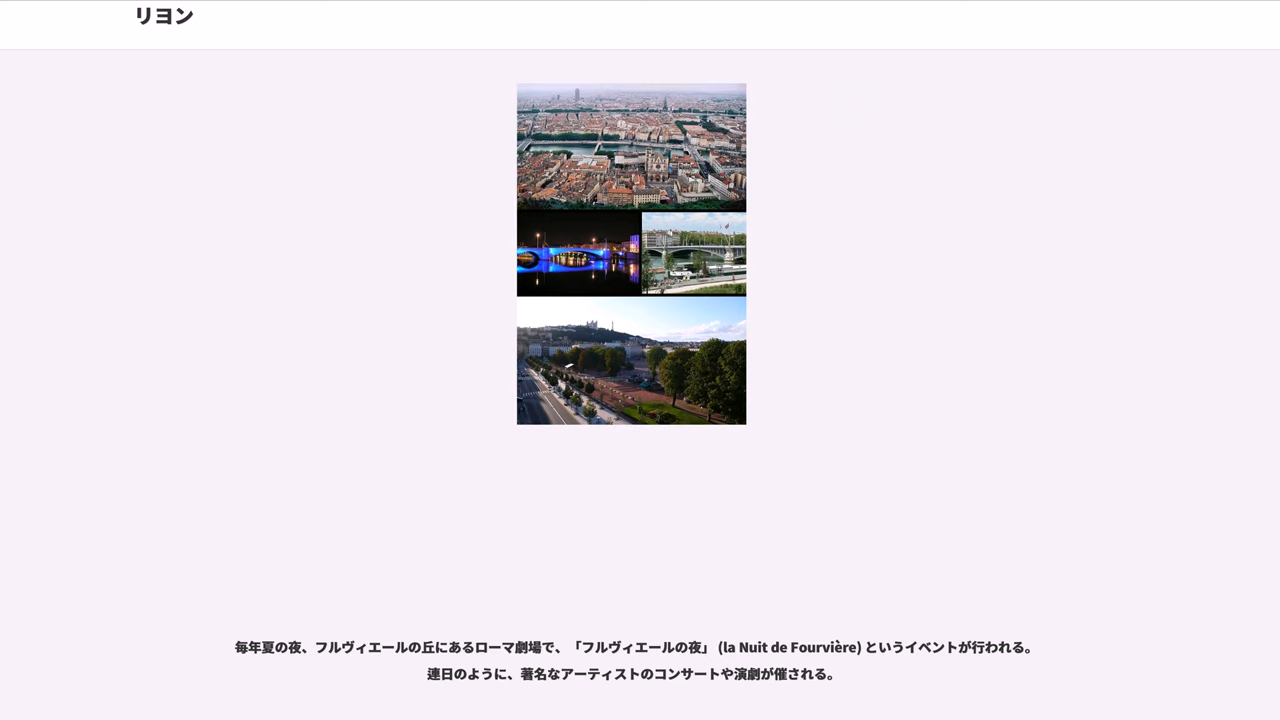 リヨン
毎年夏の夜、フルヴィエールの丘にあるローマ劇場で、「フルヴィエールの夜」 (la Nuit de Fourvière) というイベントが行われる。
連日のように、著名なアーティストのコンサートや演劇が催される。